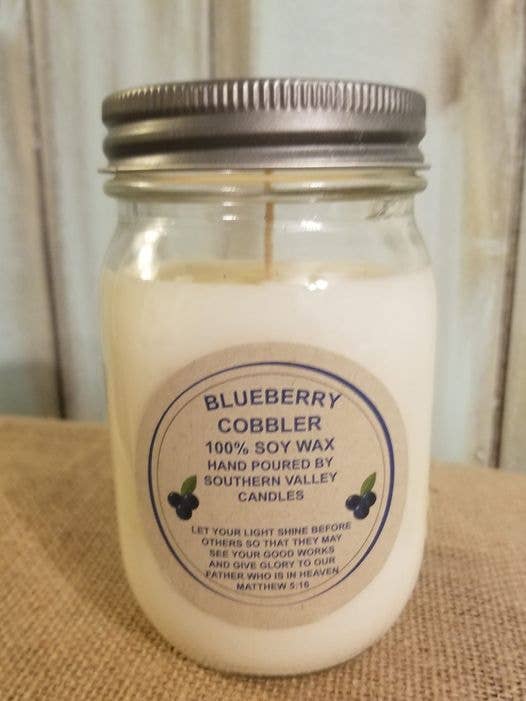 BLUEBERRY
COBBLER
100% SOY WAX
HAND POURED BY
SOUTHERN VALLEY
CANDLES
LET YOUR LIGHT SHINE BEFORE
OTHERS SO THAT THEY MAY
SEE YOUR GOOD WORKS
AND GIVE GLORY TO OUR
FATHER WHO IS IN HEAVEN
MATTHEW 5:16